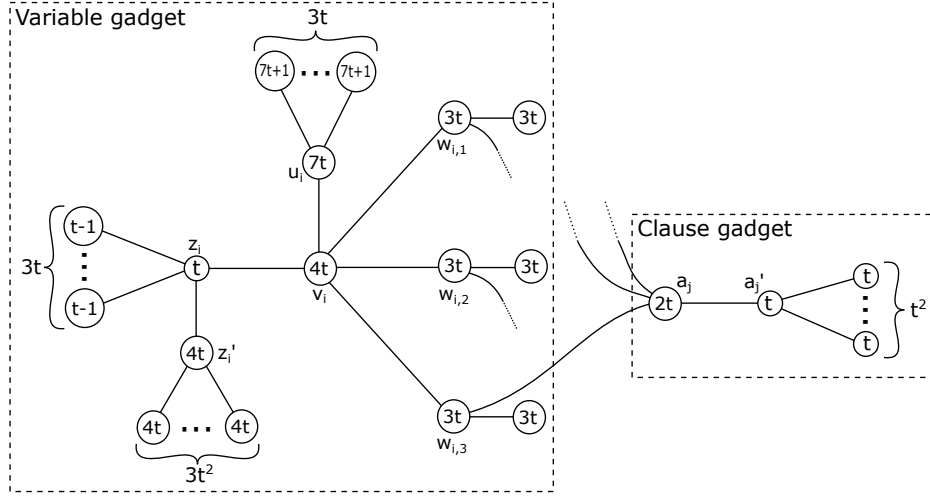 Variable gadget
3t
7t+1 ... 7t+1
7t
u_i
3t 3t
w_{i,1}
3t
t-1
t-1
z_i
t
4t
v_i
3t 3t
w_{i,2}
4t z_i'
4t ... 4t
3t²
3t 3t
w_{i,3}
Clause gadget
a_j
2t
a_j'
t
t
t
t²